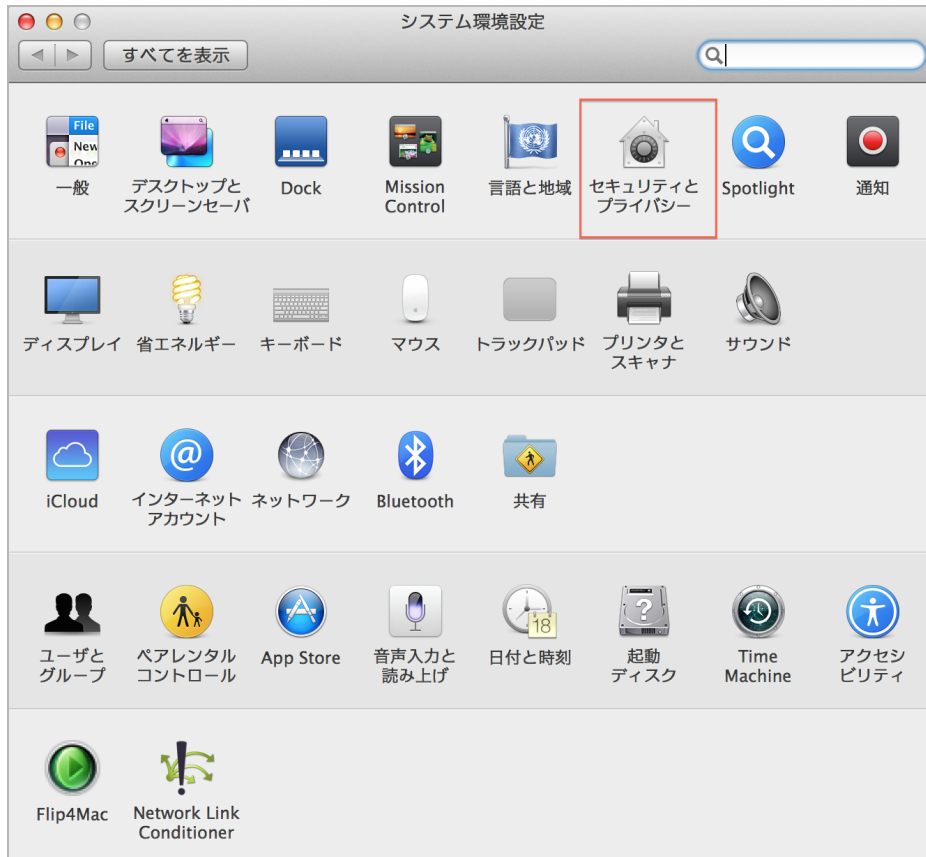 システム環境設定
すべてを表示
File
New
一般
デスクトップと
スクリーンセーバ
Dock
Mission
Control
言語と地域
セキュリティと
プライバシー
Spotlight
通知
ディスプレイ
省エネルギー
キーボード
マウス
トラックパッド
プリンタと
スキャナ
サウンド
iCloud
インターネット
アカウント
ネットワーク
Bluetooth
共有
18
ユーザと
グループ
ペアレンタル
コントロール
App Store
音声入力と
読み上げ
日付と時刻
起動
ディスク
Time
Machine
アクセシ
ビリティ
Flip4Mac
Network Link
Conditioner